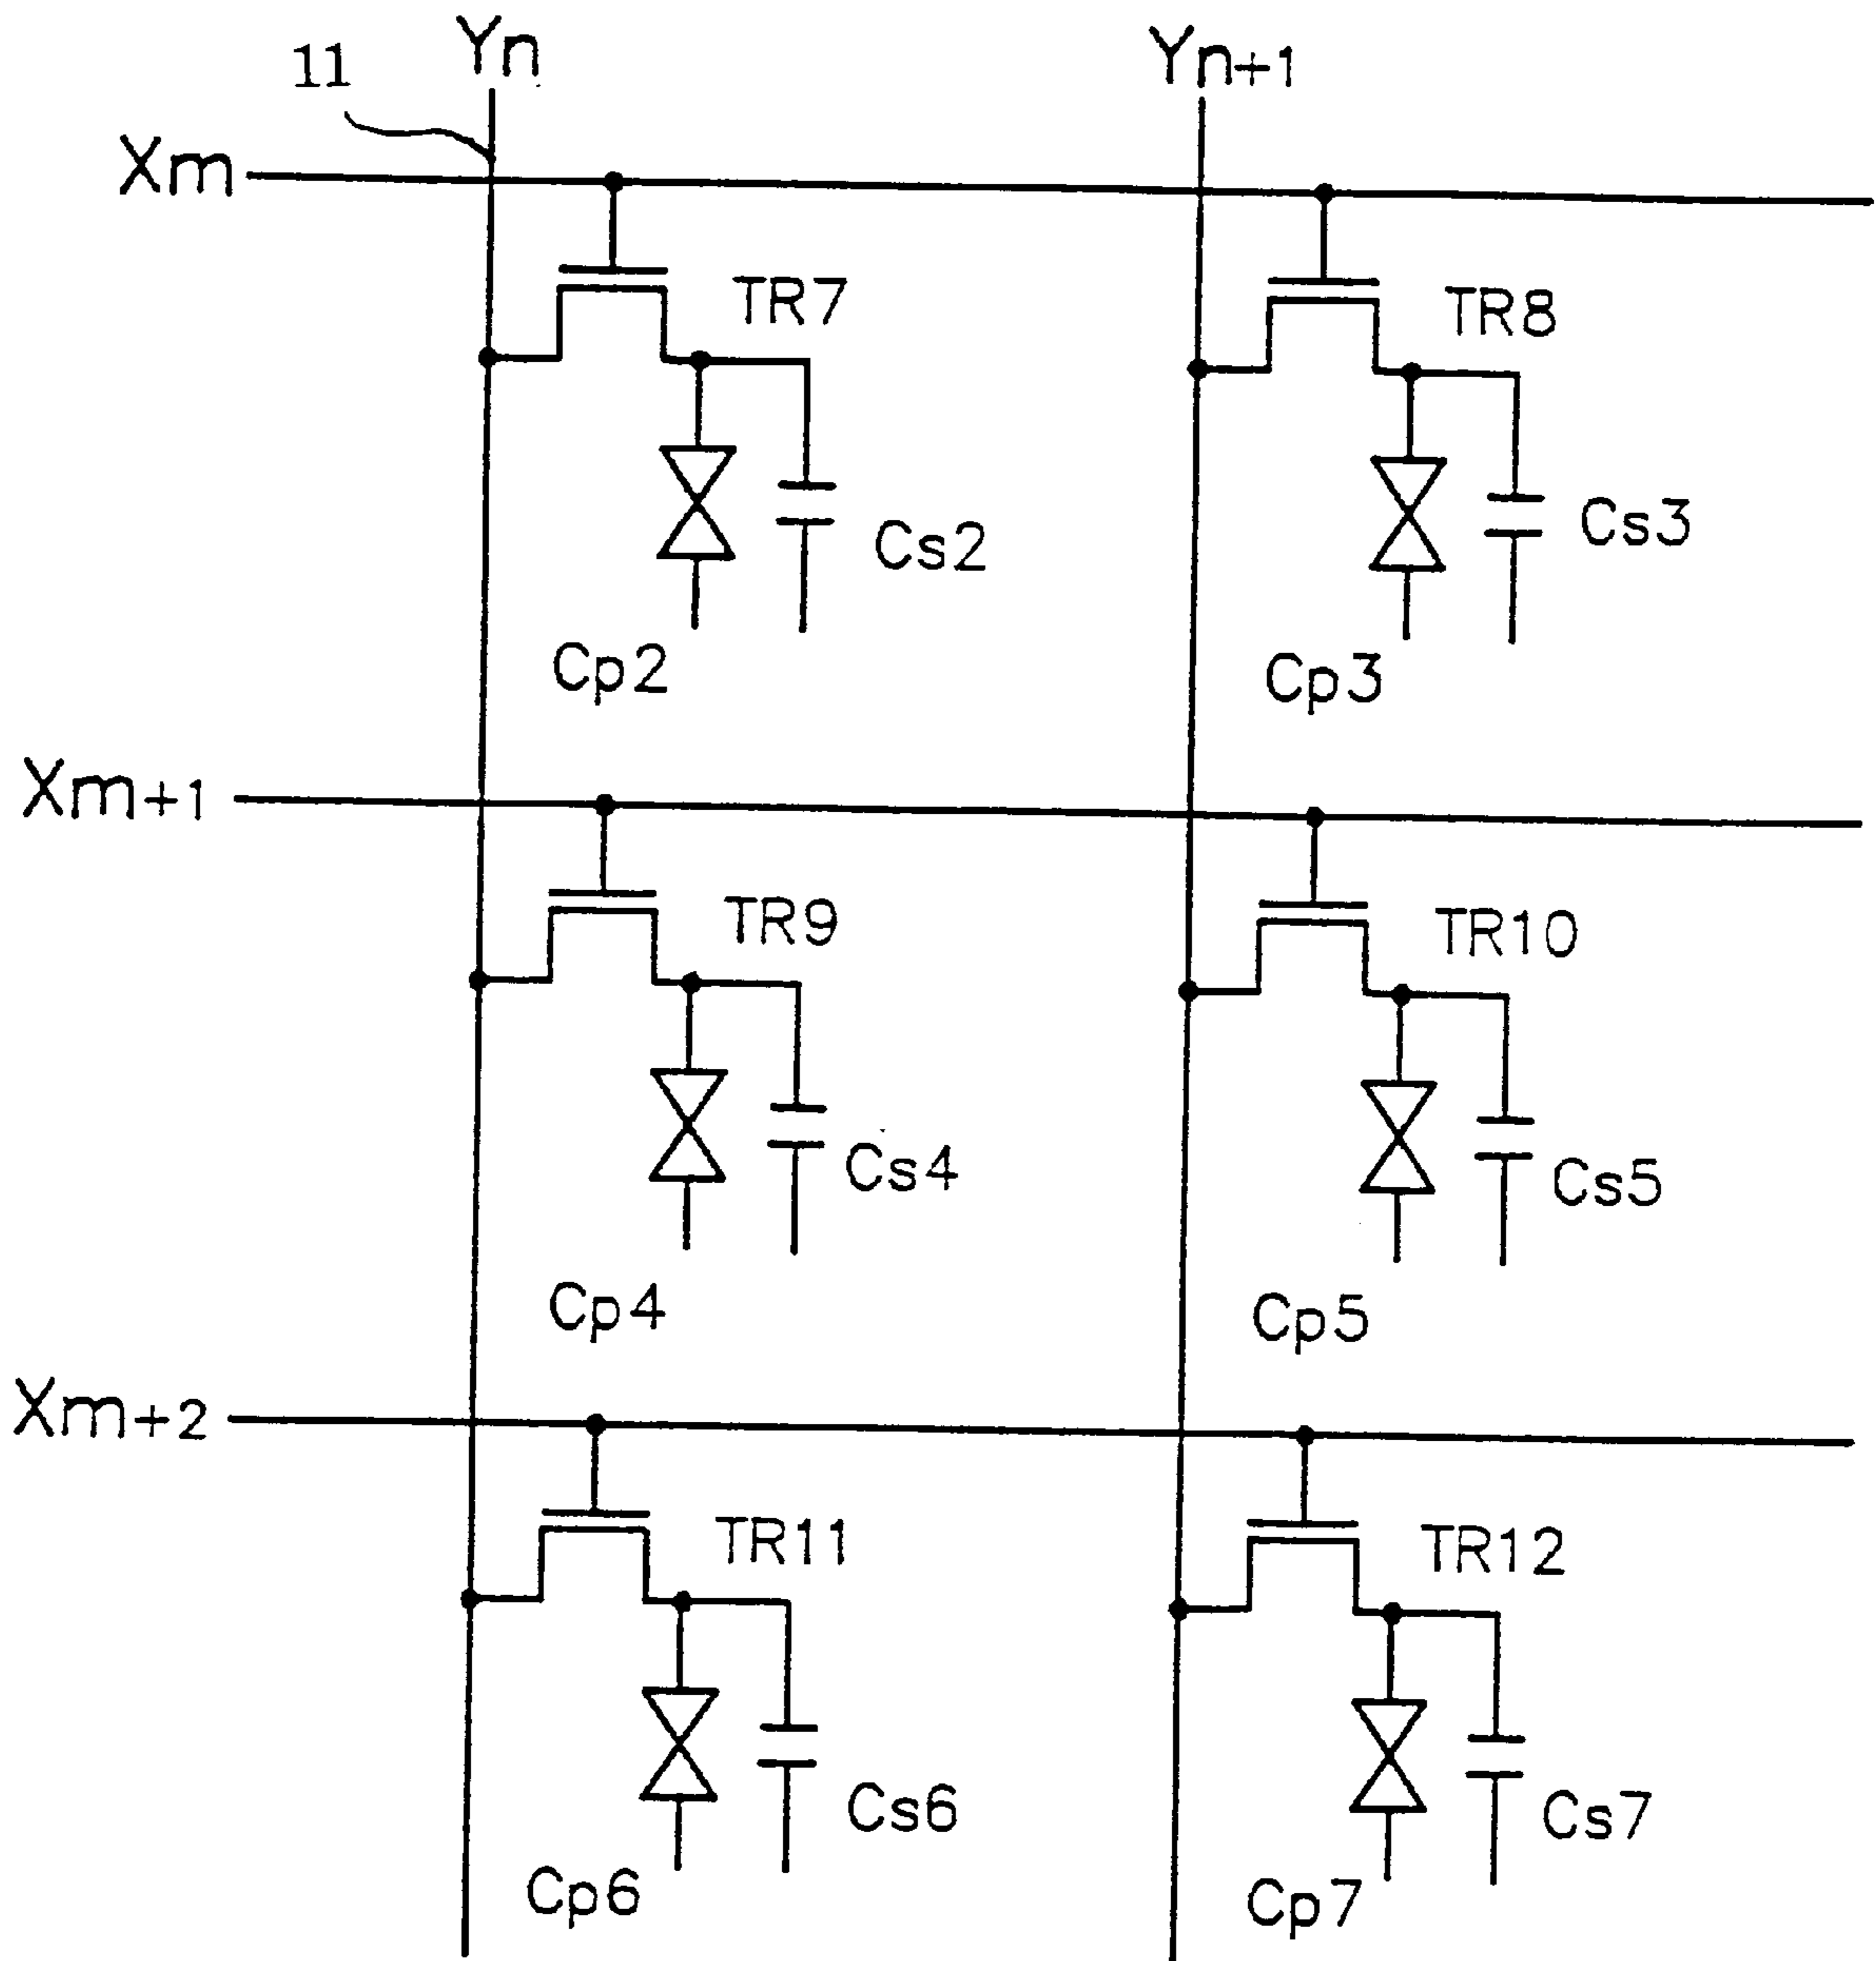 11
Yn
Yn+1
Xm
TR7
TR8
Cs2
Cs3
Cp2
Cp3
Xm+1
TR9
TR10
Cs4
Cs5
Cp4
Cp5
Xm+2
TR11
TR12
Cs6
Cs7
Cp6
Cp7